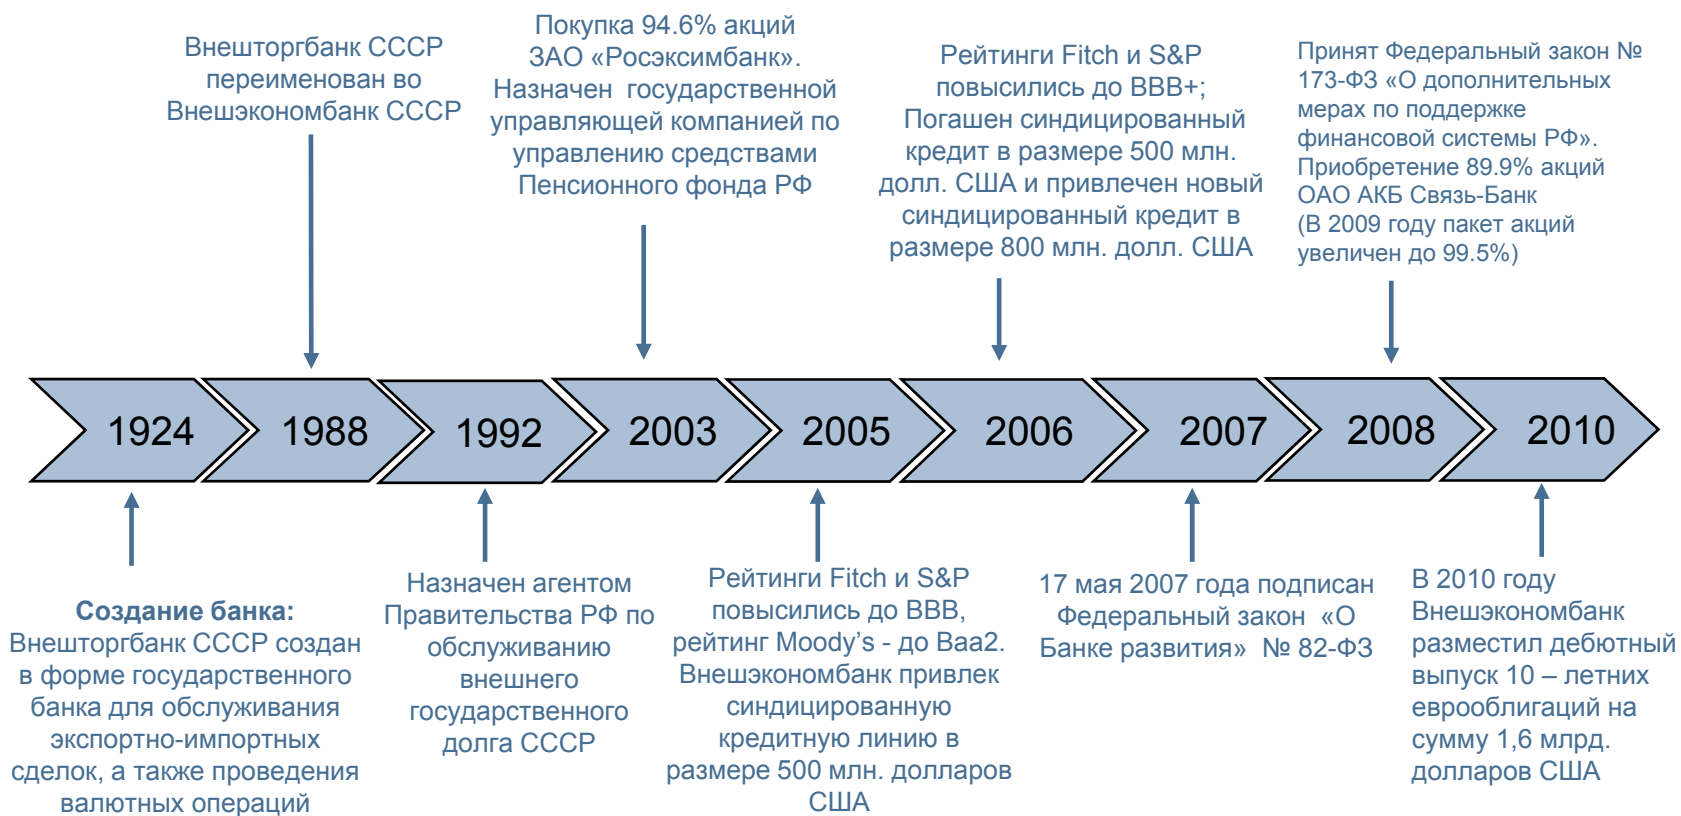 Внешторгбанк СССР
переименован во
Внешэкономбанк СССР
Покупка 94.6% акций
ЗАО «Росэксимбанк».
Назначен государственной
управляющей компанией по
управлению средствами
Пенсионного фонда РФ
Рейтинги Fitch и S&P
повысились до BBB+;
Погашен синдицированный
кредит в размере 500 млн.
долл. США и привлечен новый
синдицированный кредит в
размере 800 млн. долл. США
Принят Федеральный закон №
173-ФЗ «О дополнительных
мерах по поддержке
финансовой системы РФ».
Приобретение 89.9% акций
ОАО АКБ Связь-Банк
(В 2009 году пакет акций
увеличен до 99.5%)
1924 1988 1992 2003 2005 2006 2007 2008 2010
Создание банка:
Внешторгбанк СССР создан
в форме государственного
банка для обслуживания
экспортно-импортных
сделок, а также проведения
валютных операций
Назначен агентом
Правительства РФ по
обслуживанию
внешнего
государственного
долга СССР
Рейтинги Fitch и S&P
повысились до BBB,
рейтинг Moody’s - до Baa2.
Внешэкономбанк привлек
синдицированную
кредитную линию в
размере 500 млн. долларов
США
17 мая 2007 года подписан
Федеральный закон «О
Банке развития» № 82-ФЗ
В 2010 году
Внешэкономбанк
разместил дебютный
выпуск 10 – летних
еврооблигаций на
сумму 1,6 млрд.
долларов США